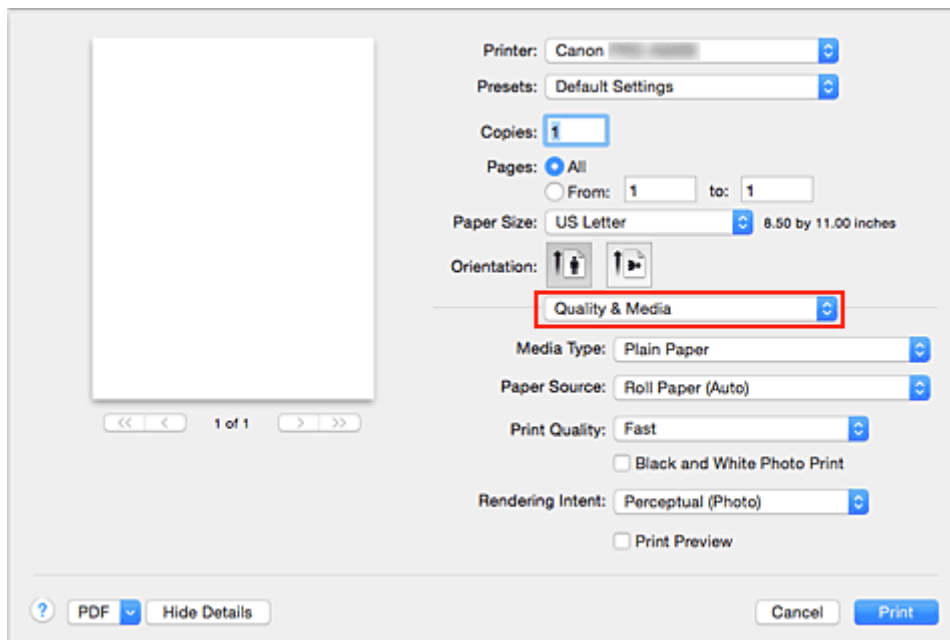 Printer: Canon
Presets: Default Settings
Copies: 1
Pages: All
From: 1 to: 1
Paper Size: US Letter 8.50 by 11.00 inches
Orientation:
Quality & Media
Media Type: Plain Paper
Paper Source: Roll Paper (Auto)
1 of 1
Print Quality: Fast
Black and White Photo Print
Rendering Intent: Perceptual (Photo)
Print Preview
? PDF Hide Details Cancel Print